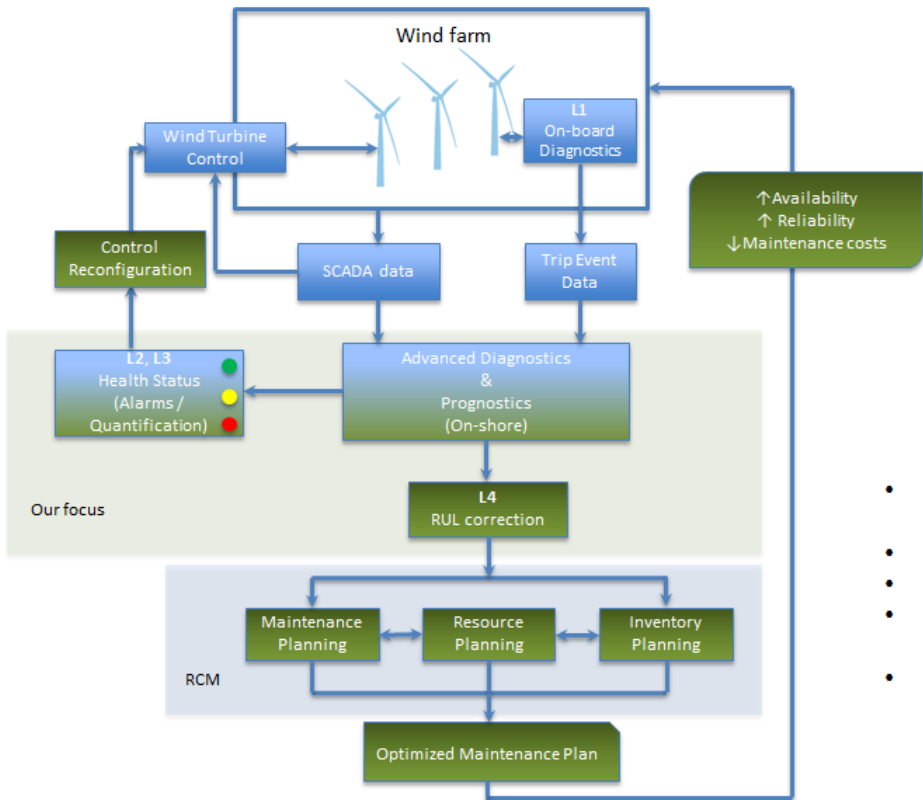 Wind farm
L1
On-board
Diagnostics
Wind Turbine
Control
↑Availability
↑ Reliability
↓Maintenance costs
Control
Reconfiguration
SCADA data
Trip Event
Data
L2, L3
Health Status
(Alarms /
Quantification)
Advanced Diagnostics
&
Prognostics
(On-shore)
Our focus
L4
RUL correction
Maintenance
Planning
Resource
Planning
Inventory
Planning
RCM
Optimized Maintenance Plan